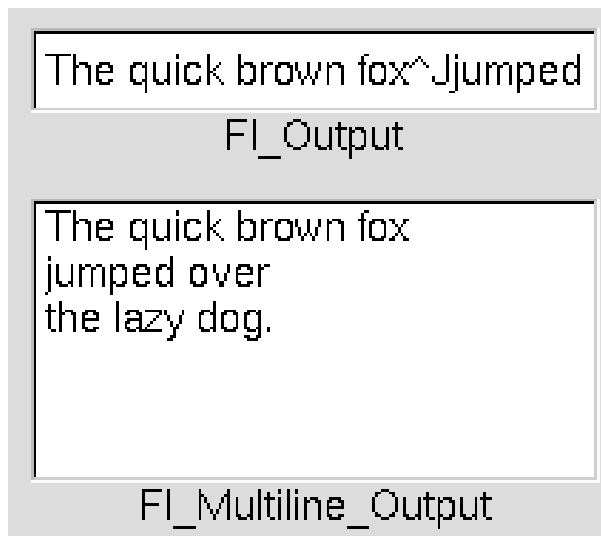 The quick brown fox^Jjumped
Fl_Output
The quick brown fox
jumped over
the lazy dog.
Fl_Multiline_Output